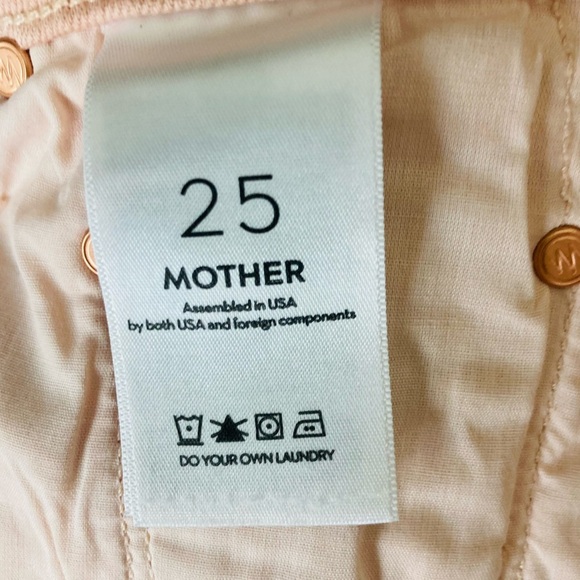 25
MOTHER
Assembled in USA
by both USA and foreign components
DO YOUR OWN LAUNDRY